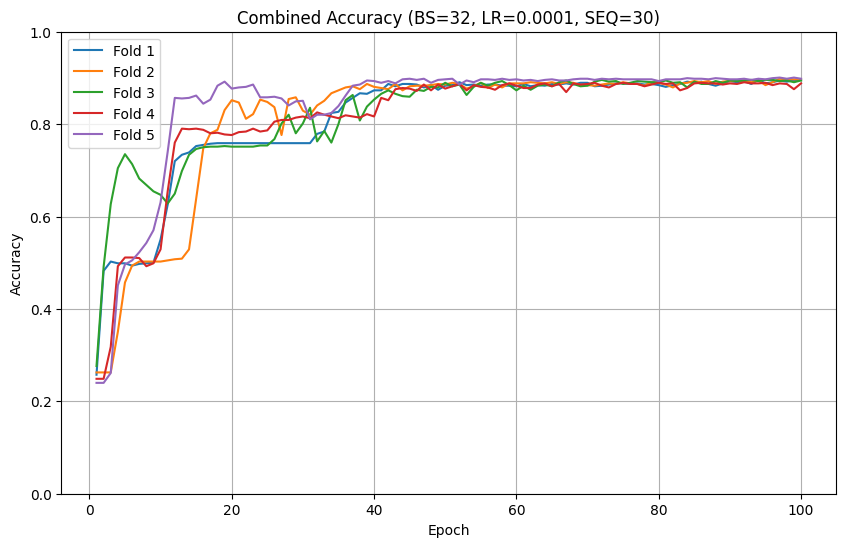 Combined Accuracy (BS=32, LR=0.0001, SEQ=30)
Fold 1
Fold 2
Fold 3
Fold 4
Fold 5
1.0
0.8
0.6
0.4
0.2
0.0
Accuracy
0 20 40 60 80 100
Epoch